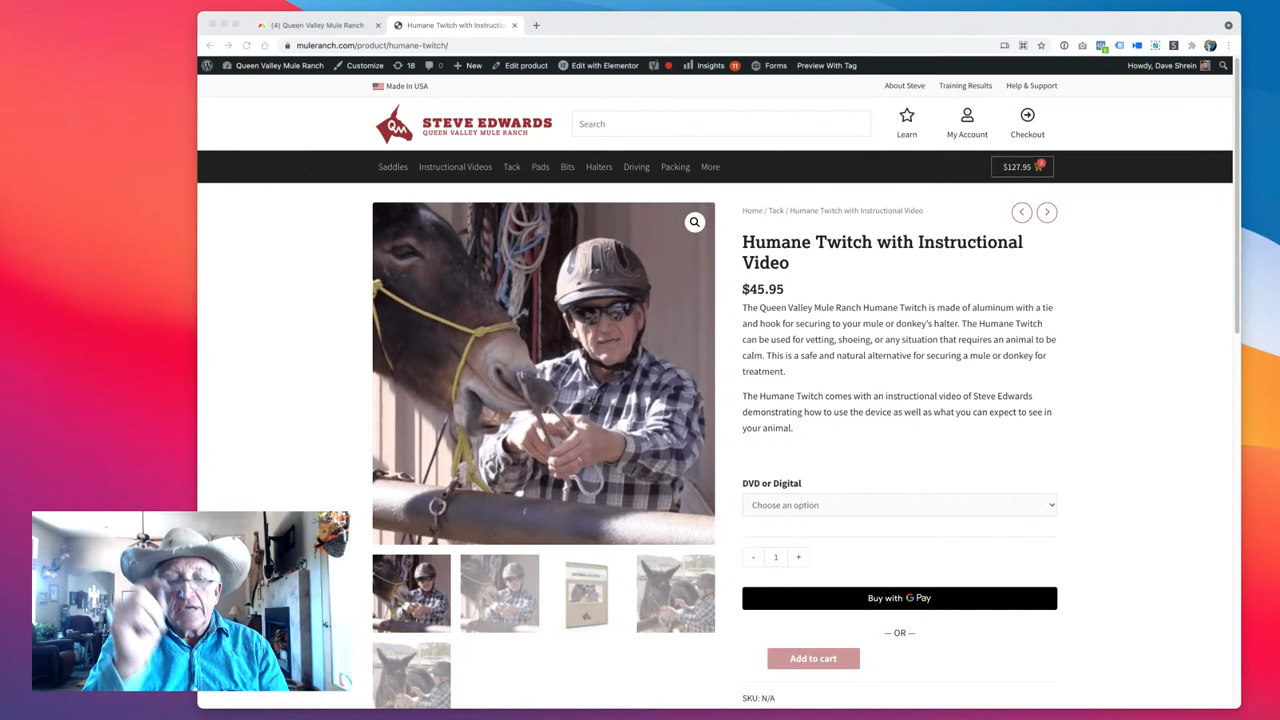 (4) Queen Valley Mule Ranch
Humane Twitch with Instructio
muleranch.com/product/humane-twitch/
Queen Valley Mule Ranch Customize 18 0 New Edit product Edit with Elementor Insights 11 Forms Preview With Tag Howdy, Dave Shrein
Made In USA About Steve Training Results Help & Support
QM STEVE EDWARDS
QUEEN VALLEY MULE RANCH
Search
Learn My Account Checkout
Saddles Instructional Videos Tack Pads Bits Halters Driving Packing More $127.95 2
Home / Tack / Humane Twitch with Instructional Video
Humane Twitch with Instructional
Video
$45.95
The Queen Valley Mule Ranch Humane Twitch is made of aluminum with a tie
and hook for securing to your mule or donkey's halter. The Humane Twitch
can be used for vetting, shoeing, or any situation that requires an animal to be
calm. This is a safe and natural alternative for securing a mule or donkey for
treatment.
The Humane Twitch comes with an instructional video of Steve Edwards
demonstrating how to use the device as well as what you can expect to see in
your animal.
DVD or Digital
Choose an option
- 1 +
Buy with G Pay
— OR —
Add to cart
SKU: N/A